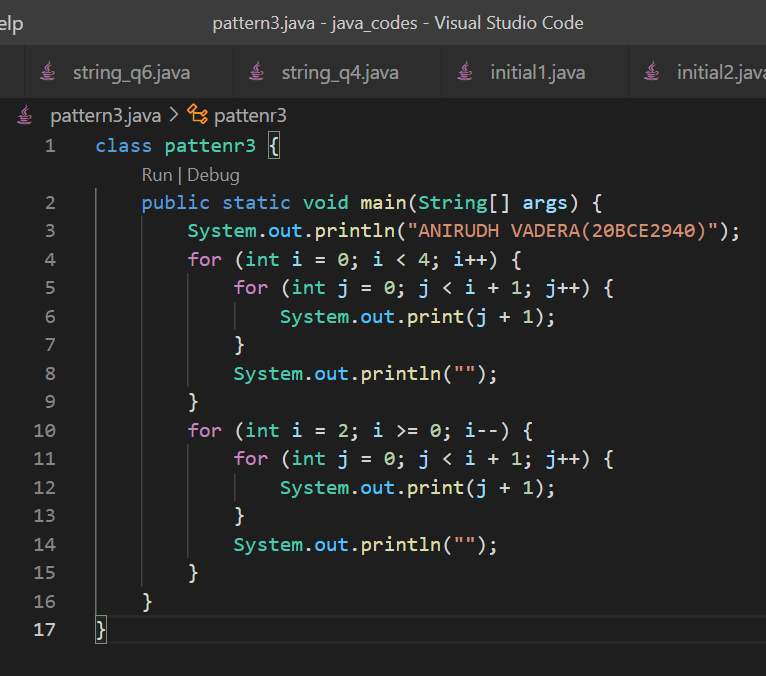 elp pattern3.java - java_codes - Visual Studio Code
string_q6.java string_q4.java initial1.java initial2.java
pattern3.java > pattenr3
1 class pattenr3 {
Run | Debug
2 public static void main(String[] args) {
3 System.out.println("ANIRUDH VADERA(20BCE2940)");
4 for (int i = 0; i < 4; i++) {
5 for (int j = 0; j < i + 1; j++) {
6 System.out.print(j + 1);
7 }
8 System.out.println("");
9 }
10 for (int i = 2; i >= 0; i--) {
11 for (int j = 0; j < i + 1; j++) {
12 System.out.print(j + 1);
13 }
14 System.out.println("");
15 }
16 }
17 }